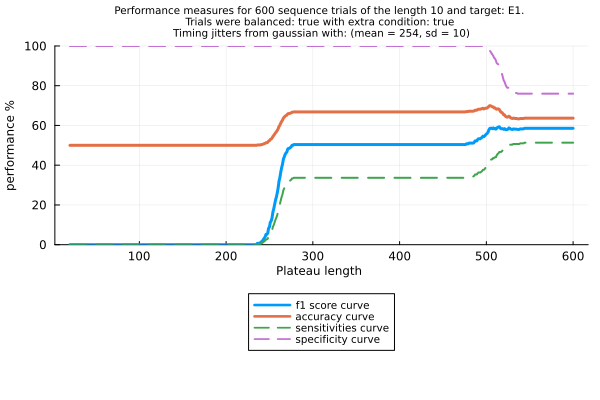 Performance measures for 600 sequence trials of the length 10 and target: E1.
Trials were balanced: true with extra condition: true
Timing jitters from gaussian with: (mean = 254, sd = 10)
100
80
60
40
20
0
performance %
100
200
300
400
500
600
Plateau length
f1 score curve
accuracy curve
sensitivities curve
specificity curve